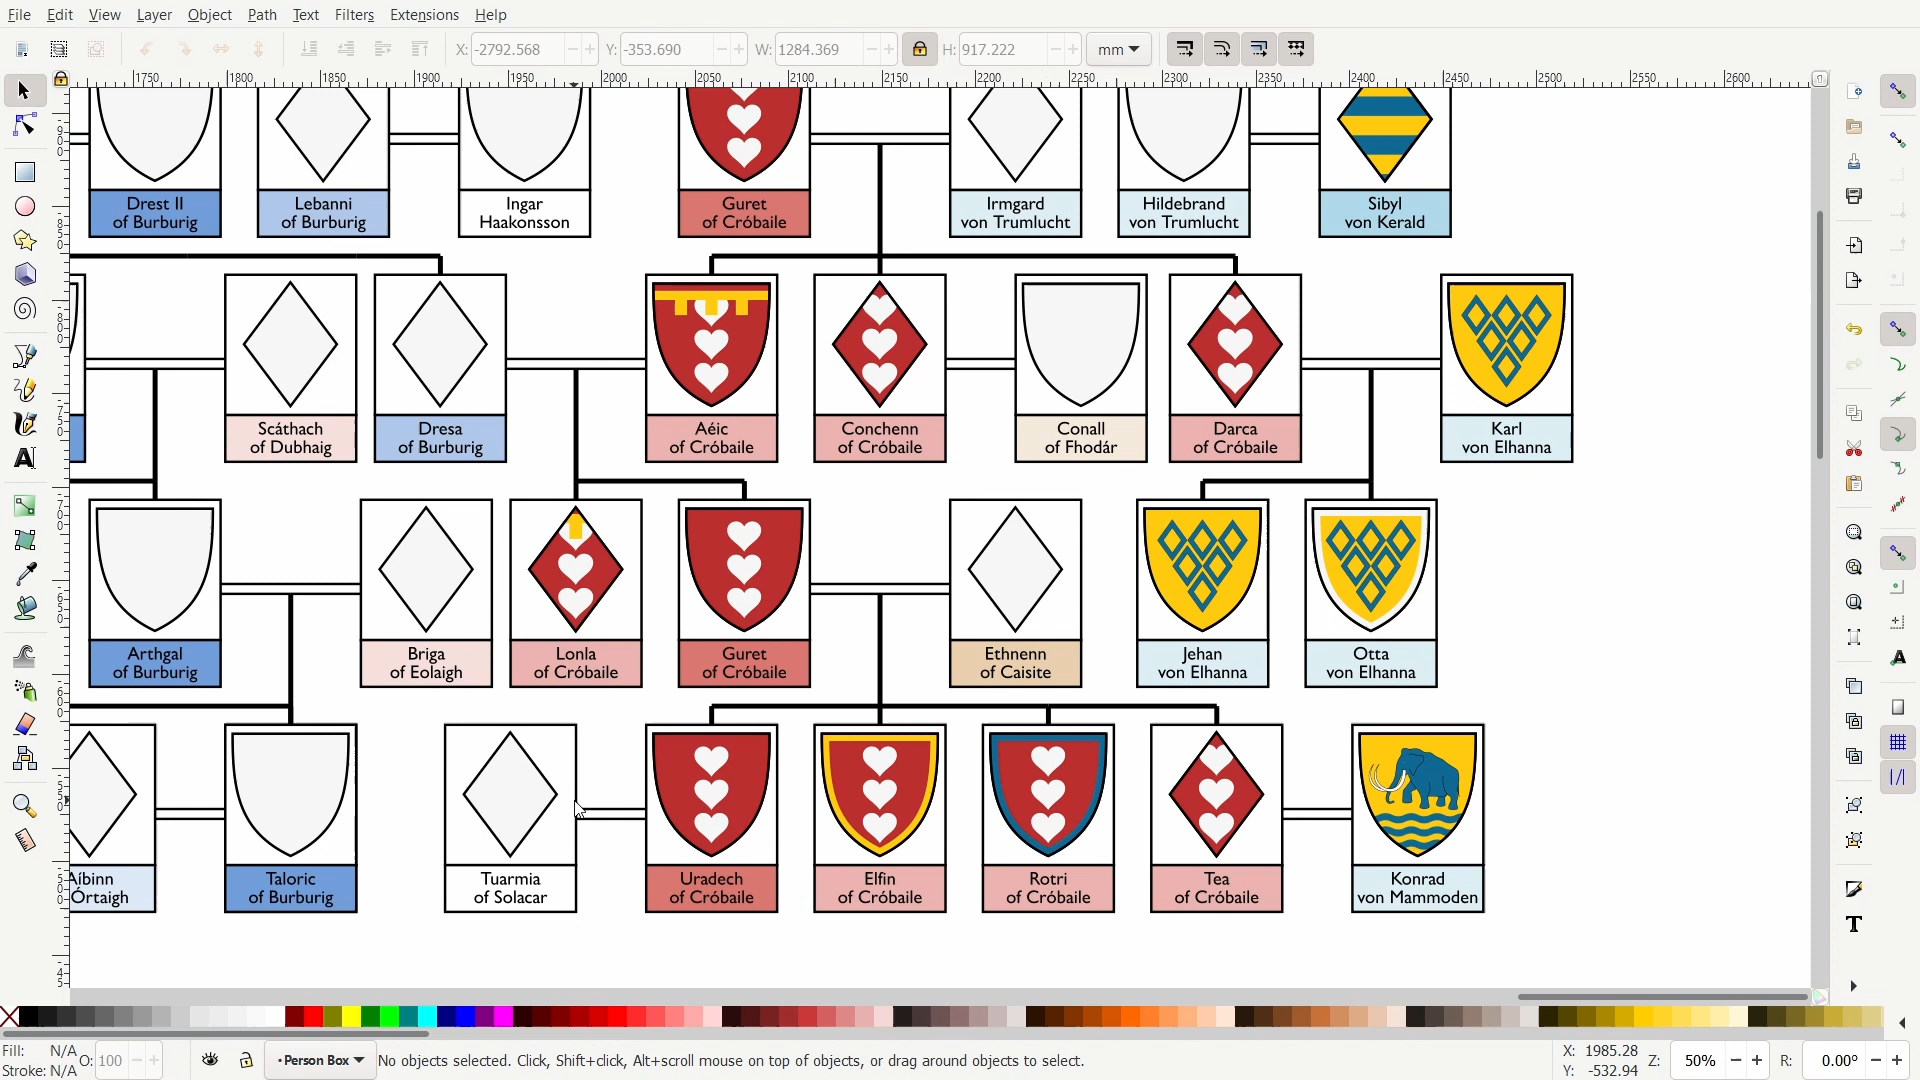 File Edit View Layer Object Path Text Filters Extensions Help
X: -2792.568 Y: -353.690 W: 1284.369 H: 917.222 mm
1750 1800 1850 1900 1950 2000 2050 2100 2150 2200 2250 2300 2350 2400 2450 2500 2550 2600
Drest II
of Burburig
Lebanni
of Burburig
Ingar
Haakonsson
Guret
of Cróbaile
Irmgard
von Trumlucht
Hildebrand
von Trumlucht
Sibyl
von Kerald
Scáthach
of Dubhaig
Dresa
of Burburig
Aéic
of Cróbaile
Conchenn
of Cróbaile
Conall
of Fhodár
Darca
of Cróbaile
Karl
von Elhanna
Arthgal
of Burburig
Briga
of Eolaigh
Lonla
of Cróbaile
Guret
of Cróbaile
Ethnenn
of Caisite
Jehan
von Elhanna
Otta
von Elhanna
Aíbinn
Órtaigh
Taloric
of Burburig
Tuarmia
of Solacar
Uradech
of Cróbaile
Elfin
of Cróbaile
Rotri
of Cróbaile
Tea
of Cróbaile
Konrad
von Mammoden
Fill: N/A
Stroke: N/A
O: 100
•Person Box
No objects selected. Click, Shift+click, Alt+scroll mouse on top of objects, or drag around objects to select.
X: 1985.28
Y: -532.94
Z: 50%
R: 0.00°